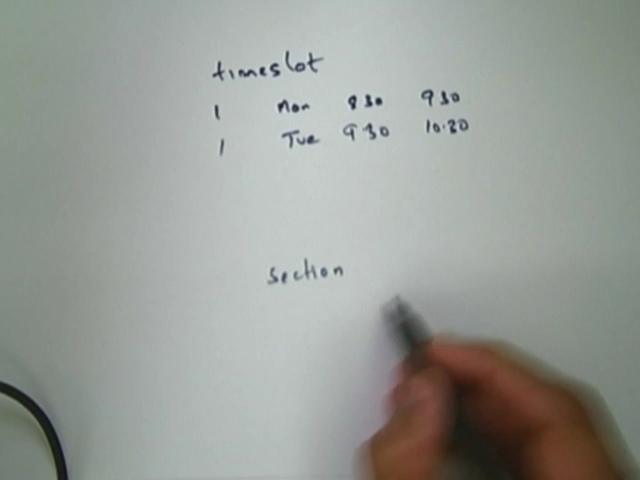 timeslot
1 Mon 8 30 9 30
1 Tue 9 30 10.20
section